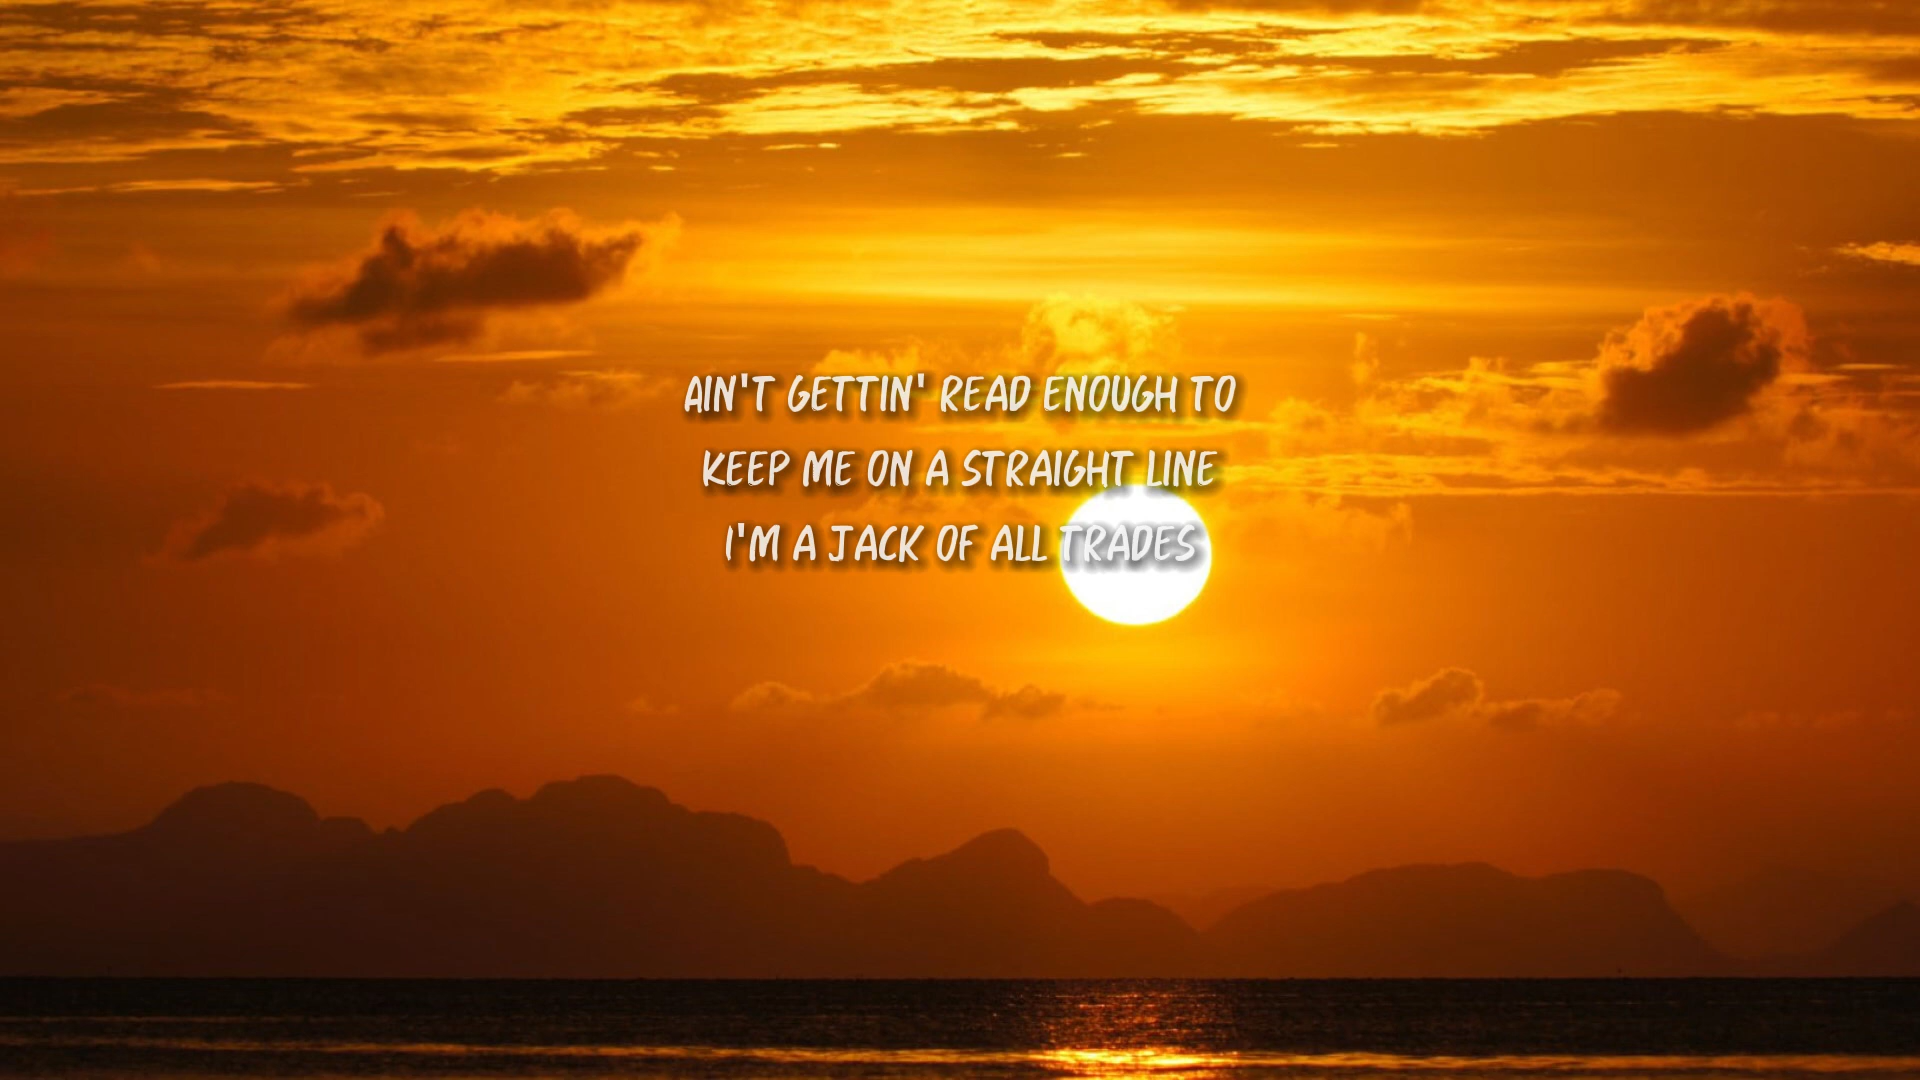 AIN'T GETTIN' READ ENOUGH TO
KEEP ME ON A STRAIGHT LINE
I'M A JACK OF ALL TRADES